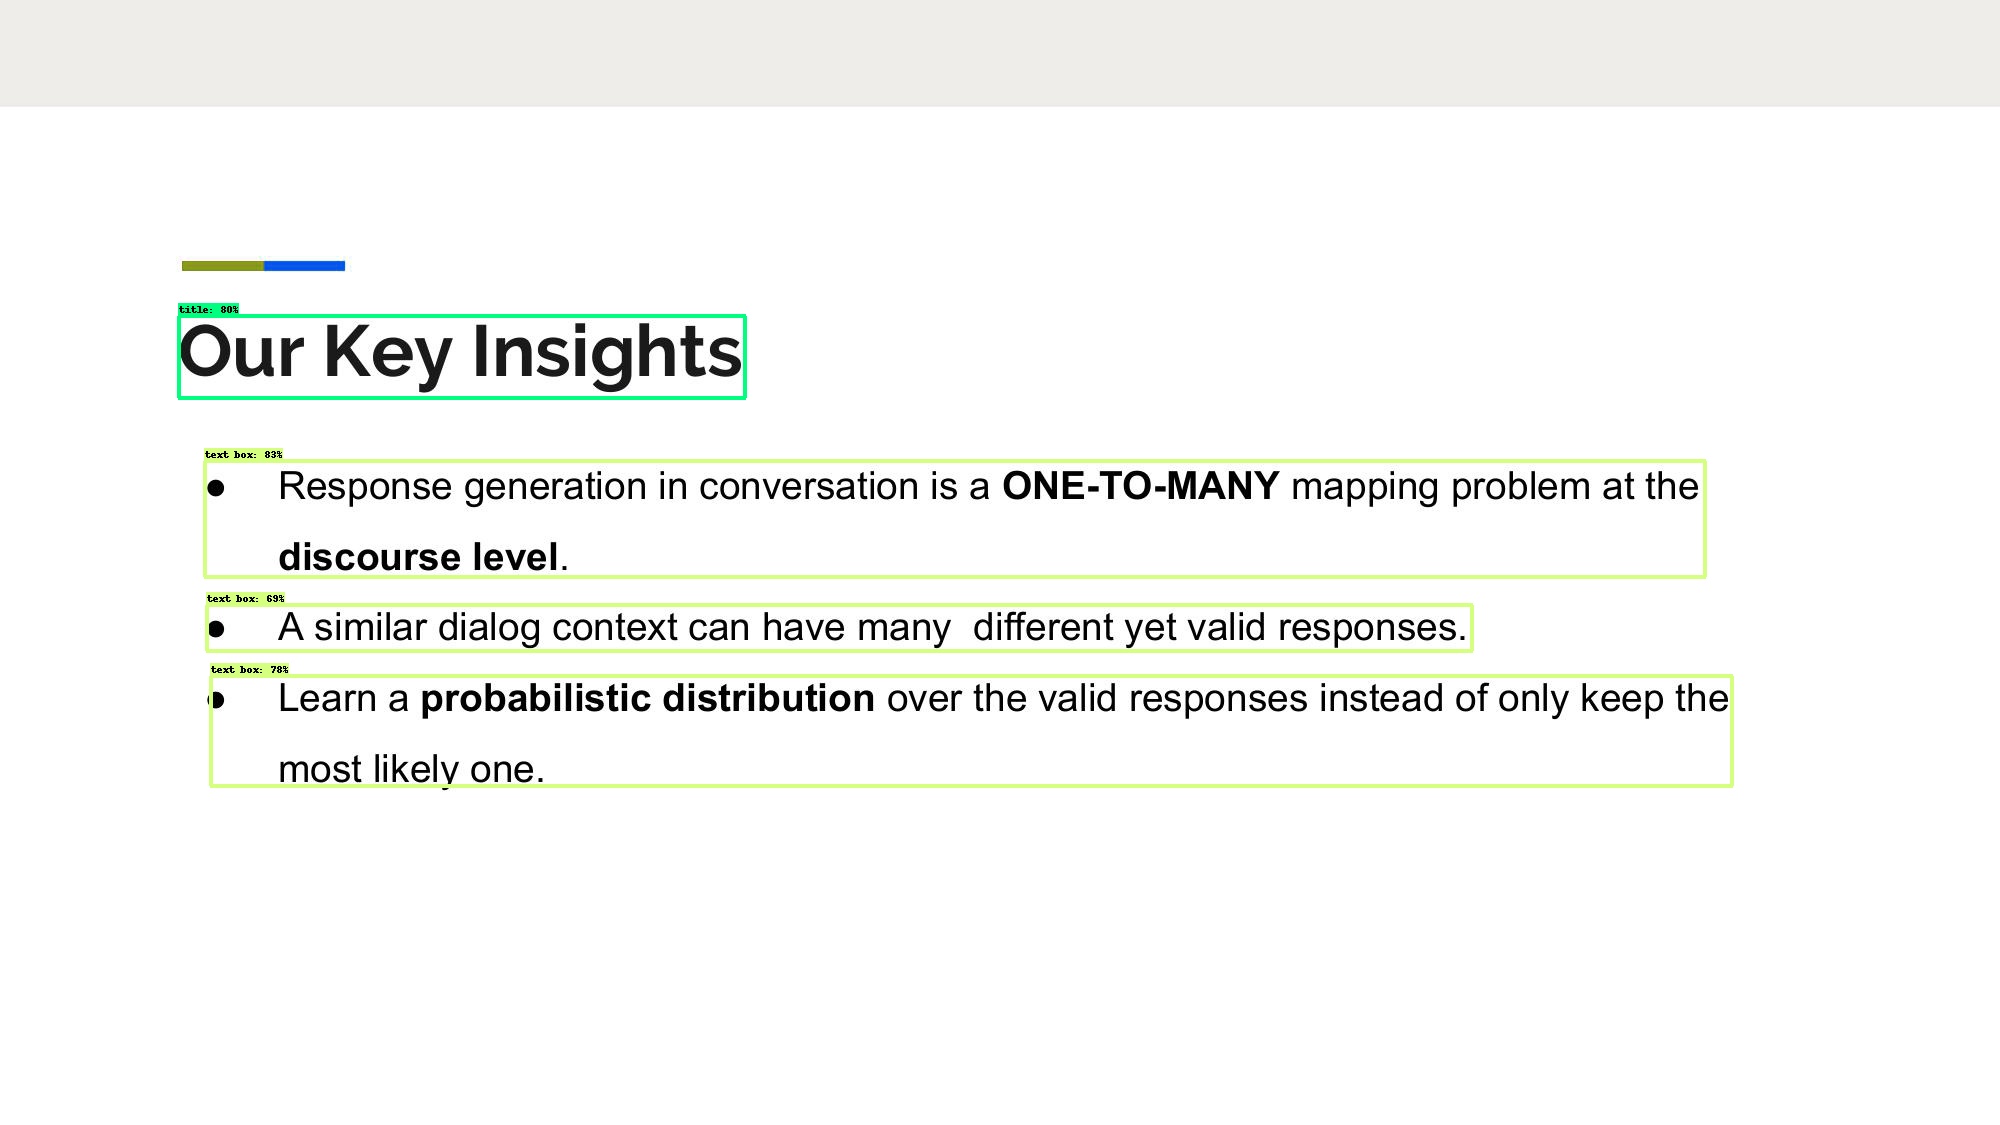 title: 80%
Our Key Insights
text box: 83%
● Response generation in conversation is a ONE-TO-MANY mapping problem at the
discourse level.
text box: 69%
● A similar dialog context can have many  different yet valid responses.
text box: 78%
● Learn a probabilistic distribution over the valid responses instead of only keep the
most likely one.